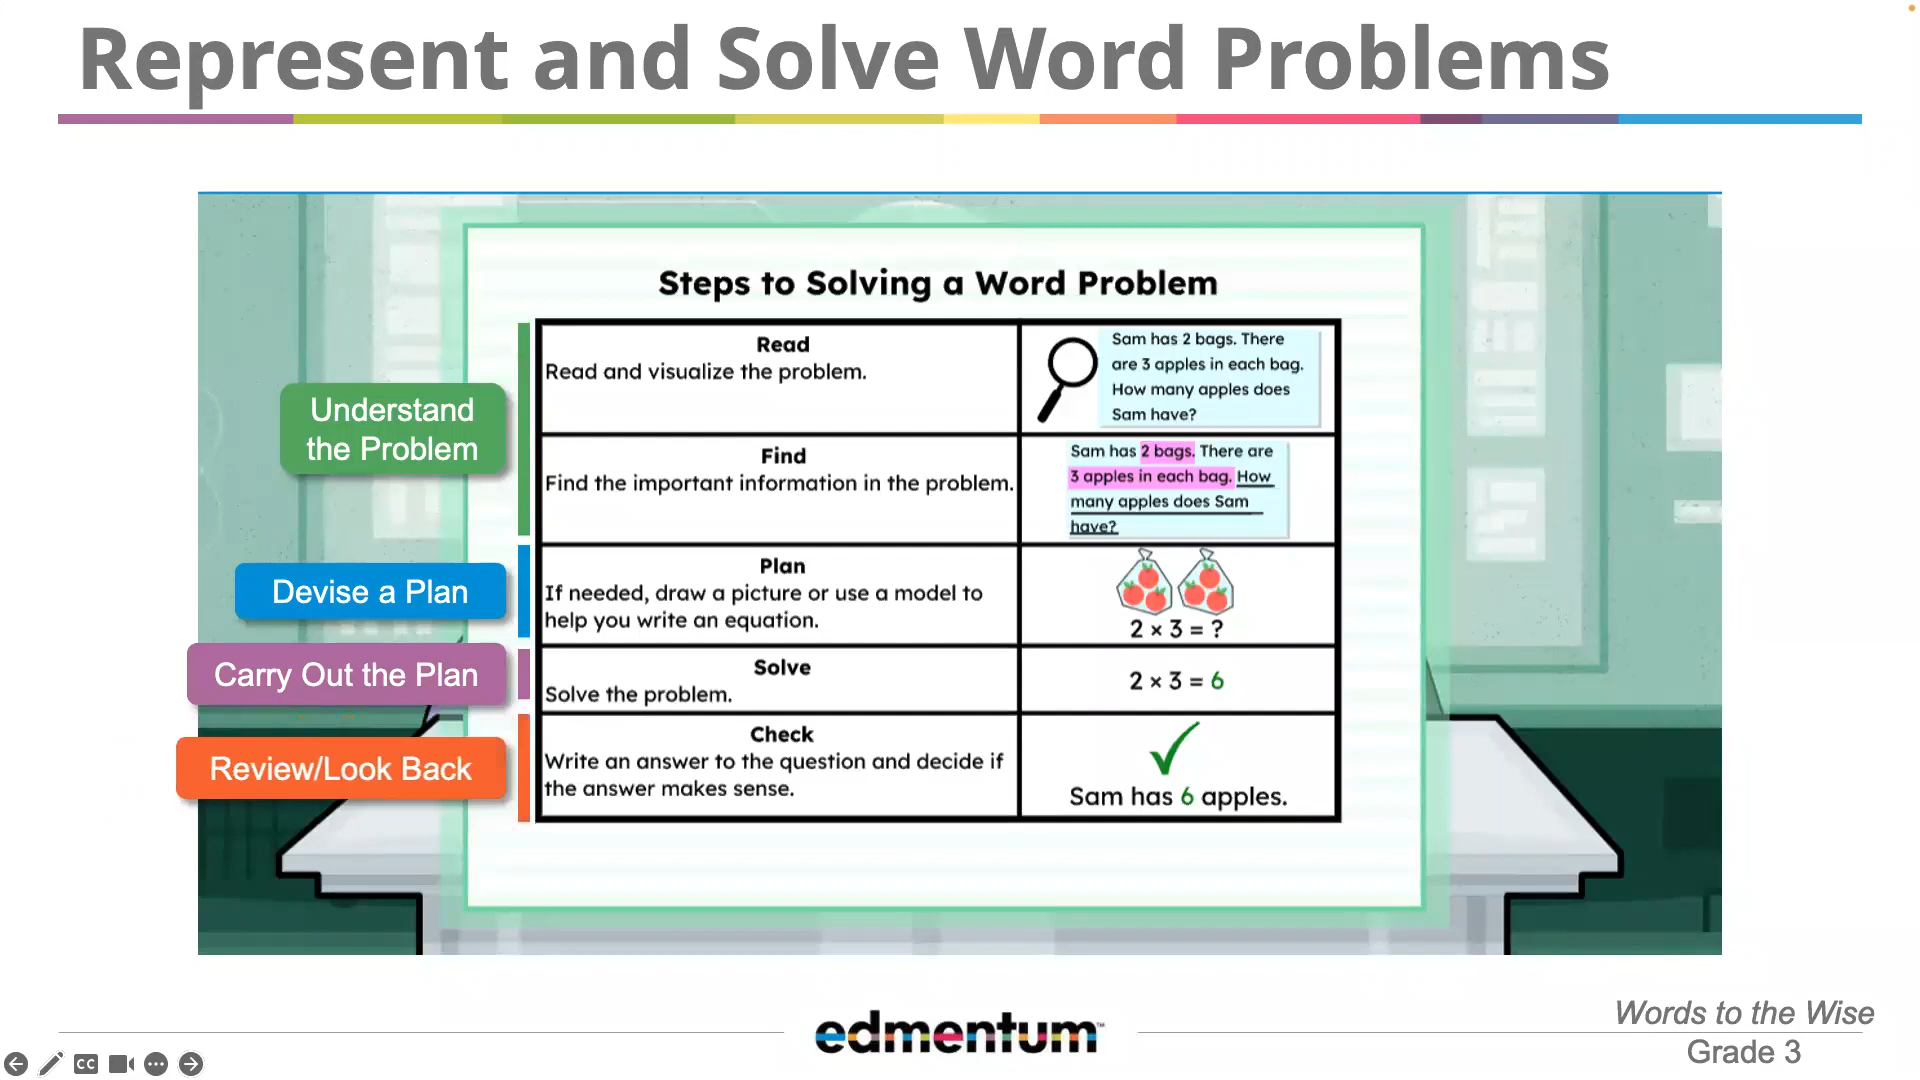 Represent and Solve Word Problems
Steps to Solving a Word Problem
Understand
the Problem
Read
Read and visualize the problem.
Sam has 2 bags. There
are 3 apples in each bag.
How many apples does
Sam have?
Find
Find the important information in the problem.
Sam has 2 bags. There are
3 apples in each bag. How
many apples does Sam
have?
Devise a Plan
Plan
If needed, draw a picture or use a model to
help you write an equation.
2 × 3 = ?
Carry Out the Plan
Solve
Solve the problem.
2 × 3 = 6
Review/Look Back
Check
Write an answer to the question and decide if
the answer makes sense.
Sam has 6 apples.
edmentum™
Words to the Wise
Grade 3
CC